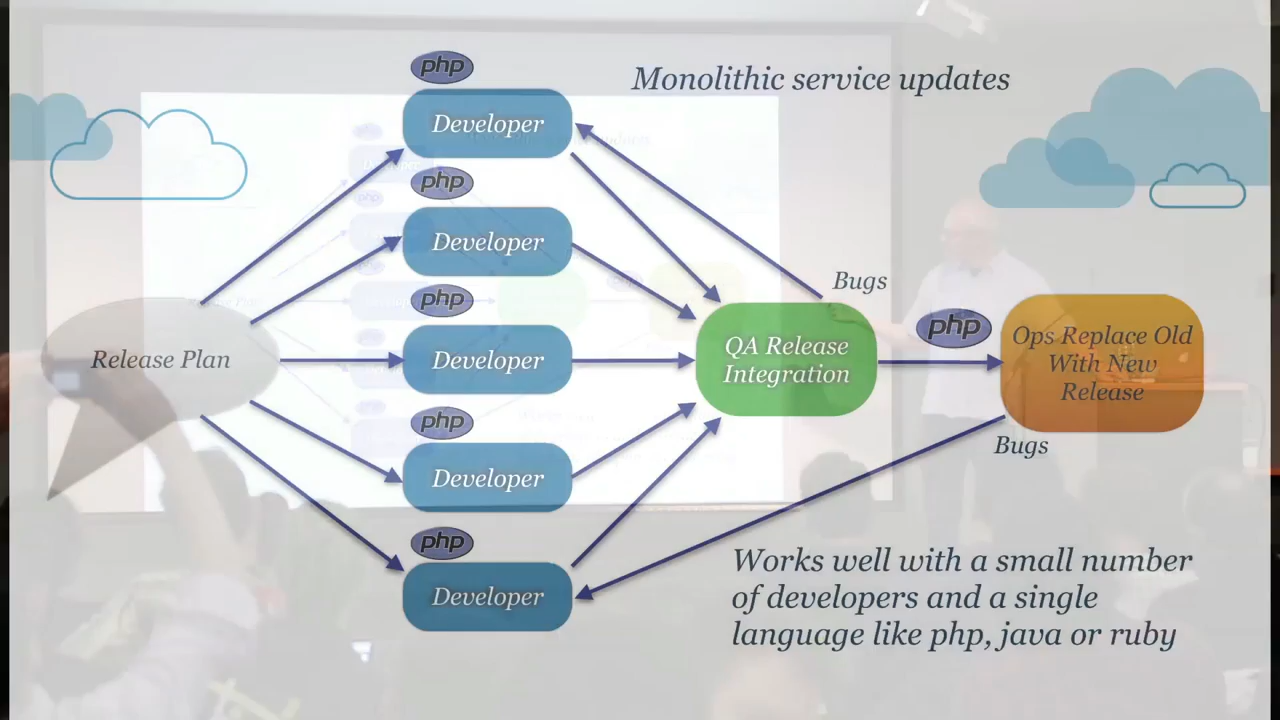 php
Monolithic service updates
Developer
php
Developer
Bugs
php
php
Release Plan
Developer
QA Release
Integration
Ops Replace Old
With New
Release
php
Bugs
Developer
php
Developer
Works well with a small number
of developers and a single
language like php, java or ruby